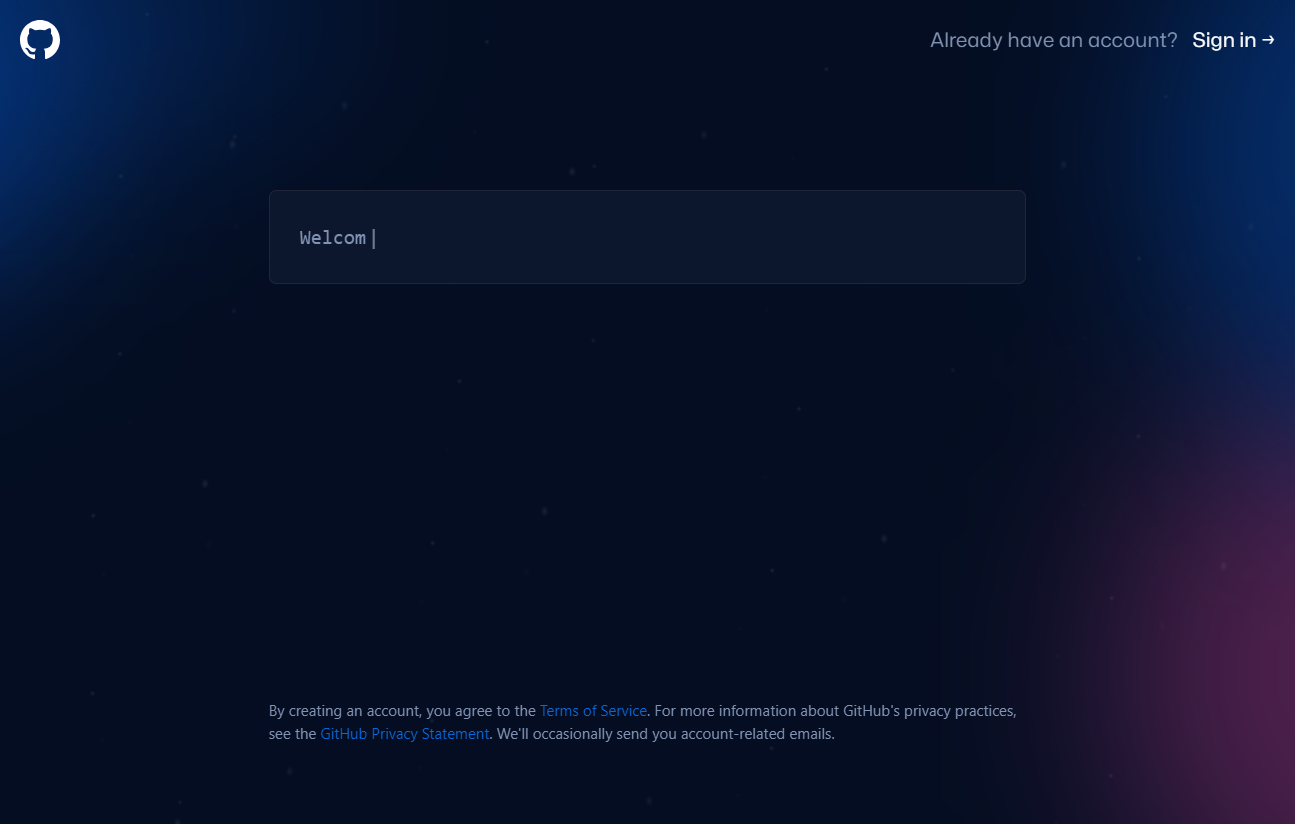 Already have an account? Sign in →
Welcom
By creating an account, you agree to the Terms of Service. For more information about GitHub's privacy practices,
see the GitHub Privacy Statement. We'll occasionally send you account-related emails.